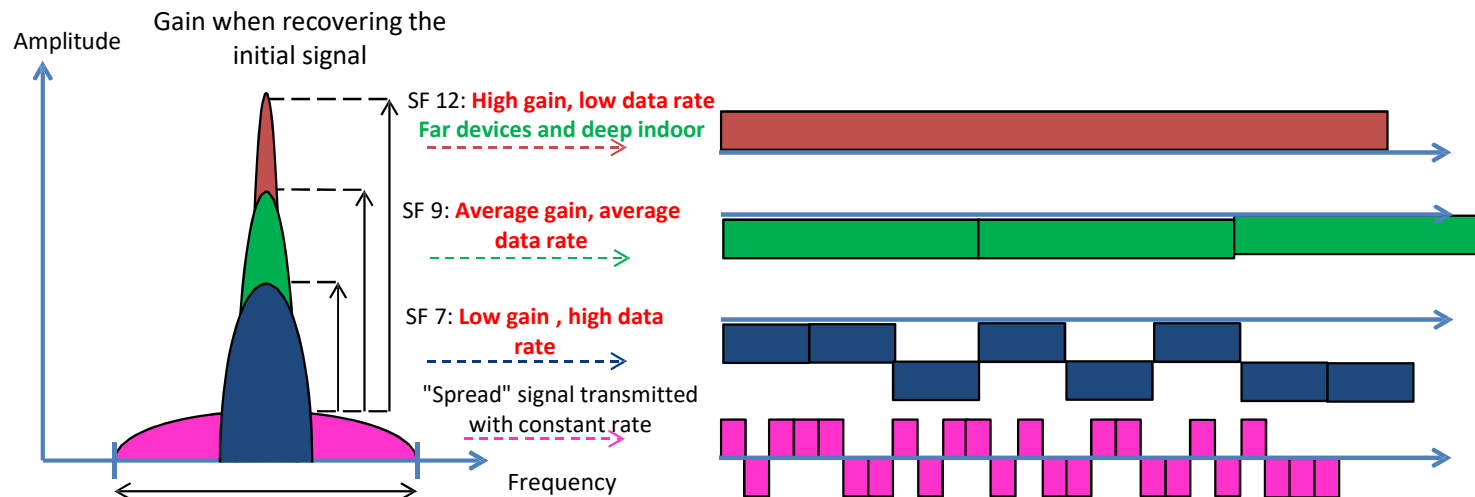 Gain when recovering the
initial signal
Amplitude
SF 12: High gain, low data rate
Far devices and deep indoor
SF 9: Average gain, average
data rate
SF 7: Low gain , high data
rate
"Spread" signal transmitted
with constant rate
Frequency